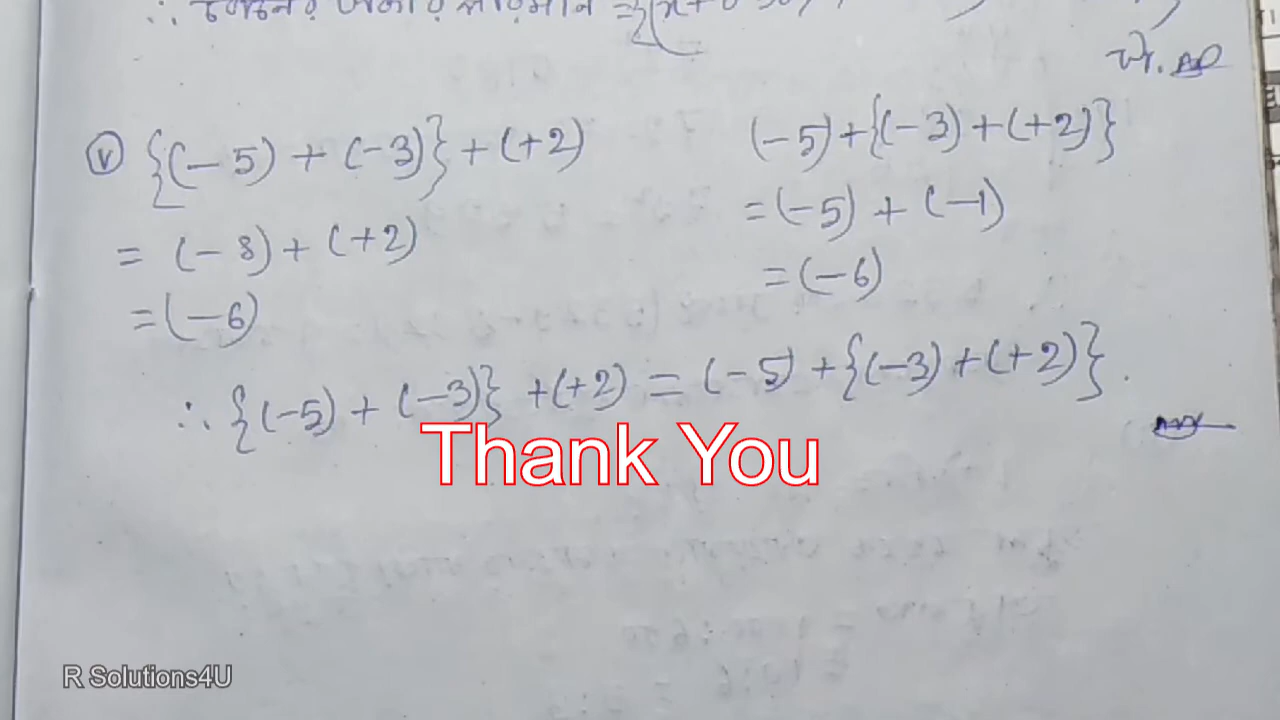 ∴ 
বঃ. এঃ
(v) {(-5) + (-3)} + (+2)
= (-8) + (+2)
= (-6)
(-5)+{(-3)+(+2)}
= (-5) + (-1)
= (-6)
∴ {(-5) + (-3)} + (+2) = (-5) + {(-3) + (+2)}.
Ans
Thank You
R Solutions4U